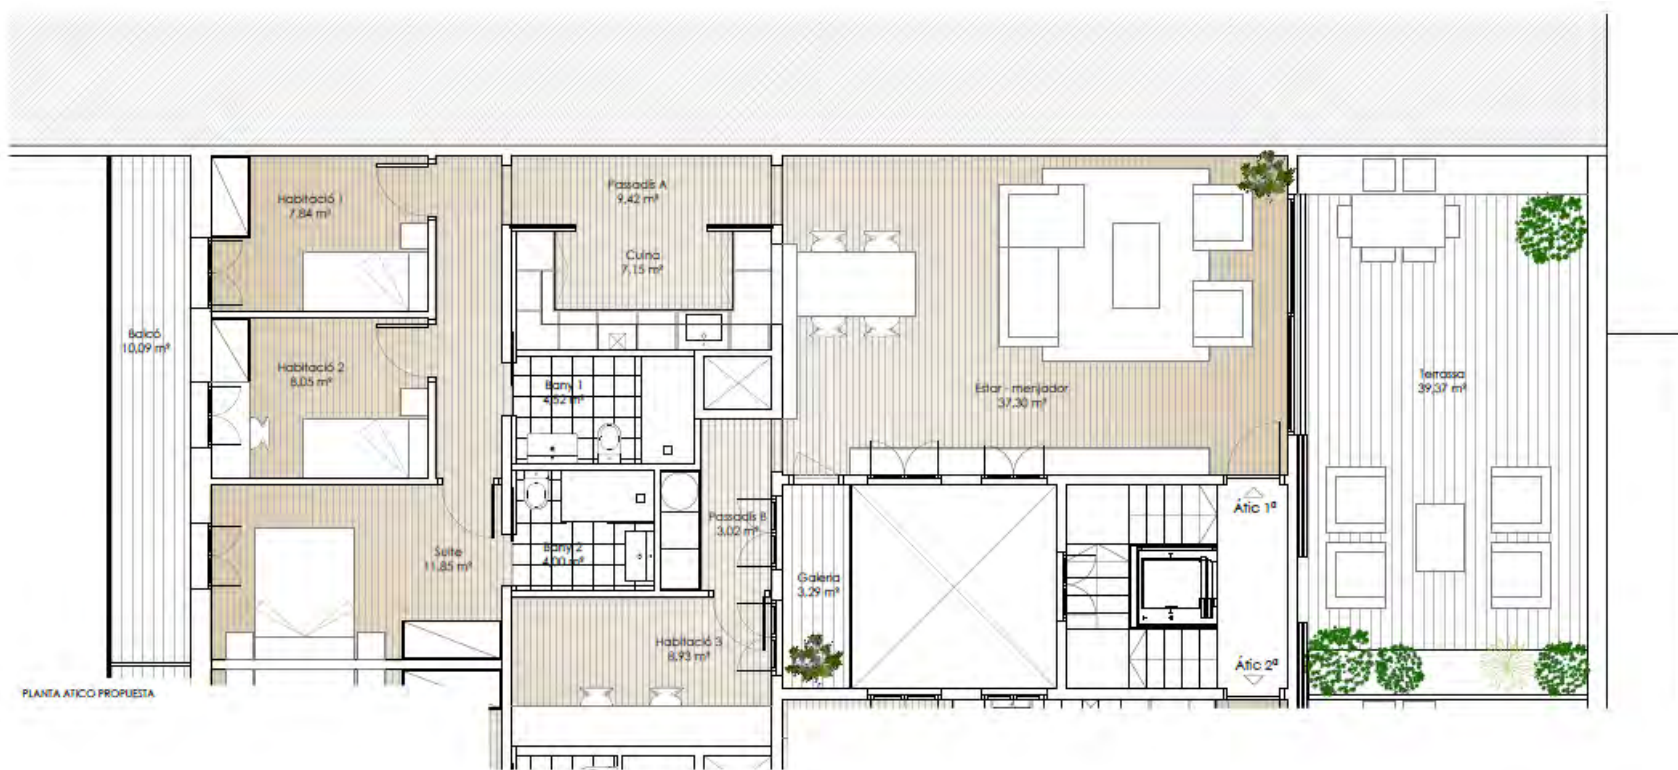 Passadís A
9,42 m²
Habitació 1
7,84 m²
Cuina
7,15 m²
Balcó
10,09 m²
Habitació 2
8,05 m²
Bany 1
4,52 m²
Estar - menjador
37,30 m²
Terrassa
39,37 m²
Àtic 1ª
Passadís B
3,02 m²
Suite
11,85 m²
Bany 2
4,00 m²
Galeria
3,29 m²
Habitació 3
8,93 m²
Àtic 2ª
PLANTA ATICO PROPUESTA